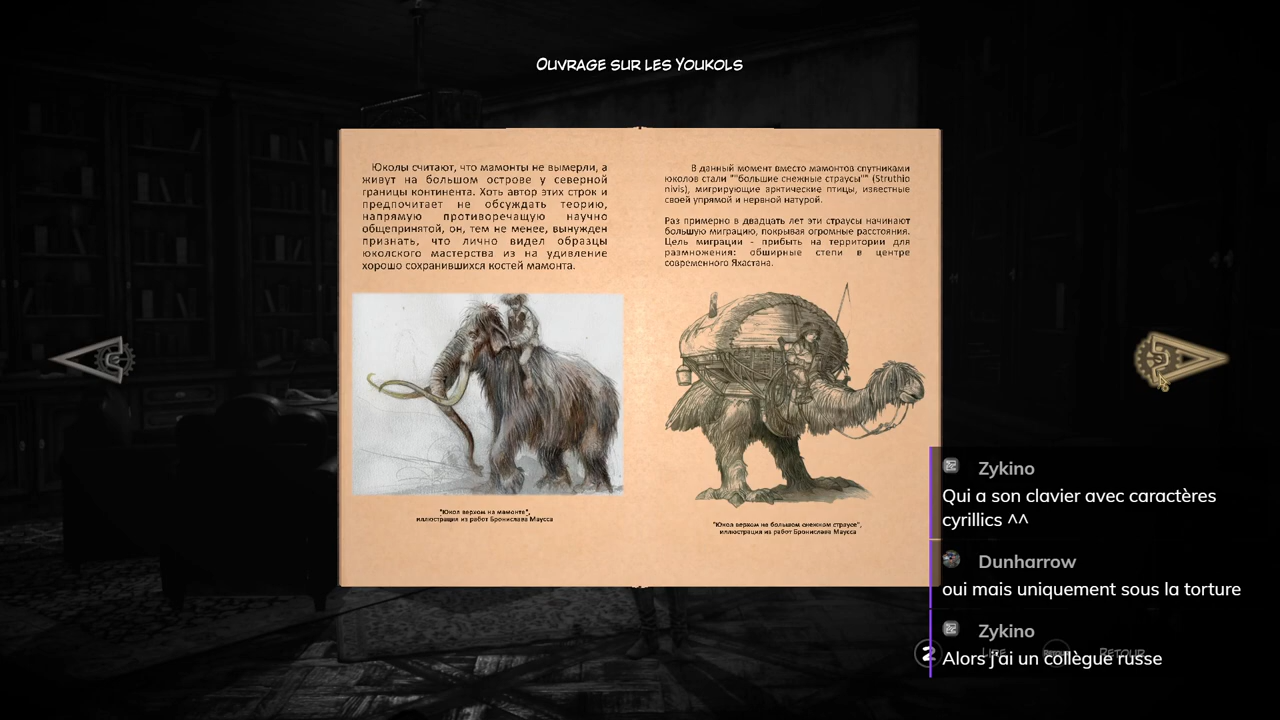 Ouvrage sur les Youkols
Юколы считают, что мамонты не вымерли, а
живут на большом острове у северной
границы континента. Хоть автор этих строк и
предпочитает не обсуждать теорию,
напрямую противоречащую научно
общепринятой, он, тем не менее, вынужден
признать, что лично видел образцы
юколского мастерства из на удивление
хорошо сохранившихся костей мамонта.
"Юкол верхом на мамонте",
иллюстрация из работ Бронислава Маусса
В данный момент вместо мамонтов спутниками
юколов стали ""большие снежные страусы"" (Struthio
nivis), мигрирующие арктические птицы, известные
своей упрямой и нервной натурой.
Раз примерно в двадцать лет эти страусы начинают
большую миграцию, покрывая огромные расстояния.
Цель миграции - прибыть на территории для
размножения: обширные степи в центре
современного Яхастана.
"Юкол верхом на большом снежном страусе",
иллюстрация из работ Бронислава Маусса
Zykino
Qui a son clavier avec caractères
cyrillics ^^
Dunharrow
oui mais uniquement sous la torture
Zykino
2 Lire Retour
Alors j'ai un collègue russe